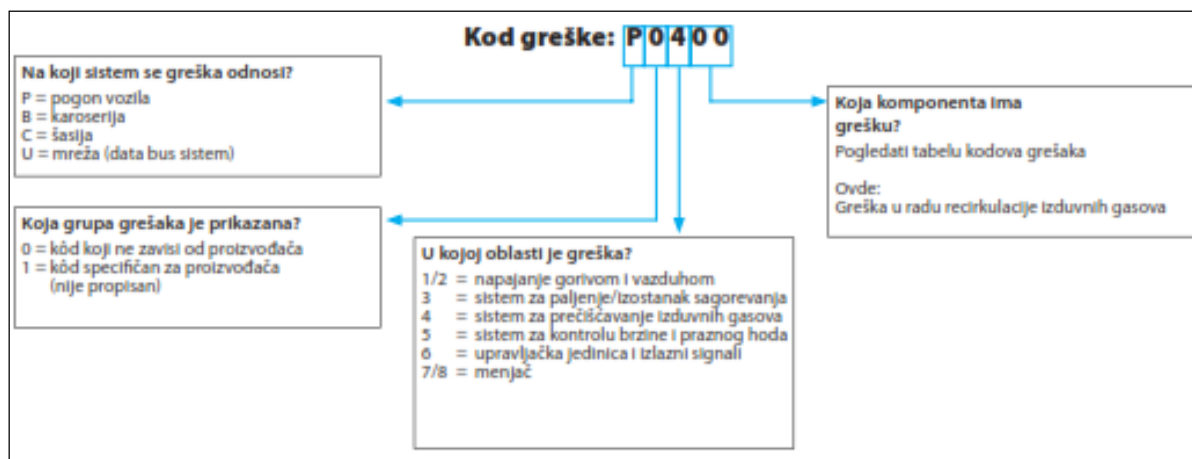 Kod greške: P0400
Na koji sistem se greška odnosi?
P = pogon vozila
B = karoserija
C = šasija
U = mreža (data bus sistem)
Koja komponenta ima
grešku?
Pogledati tabelu kodova grešaka
Ovde:
Greška u radu recirkulacije izduvnih gasova
Koja grupa grešaka je prikazana?
0 = kôd koji ne zavisi od proizvođača
1 = kôd specifičan za proizvođača
(nije propisan)
U kojoj oblasti je greška?
1/2 = napajanje gorivom i vazduhom
3 = sistem za paljenje/izostanak sagorevanja
4 = sistem za prečišćavanje izduvnih gasova
5 = sistem za kontrolu brzine i praznog hoda
6 = upravljačka jedinica i izlazni signali
7/8 = menjač